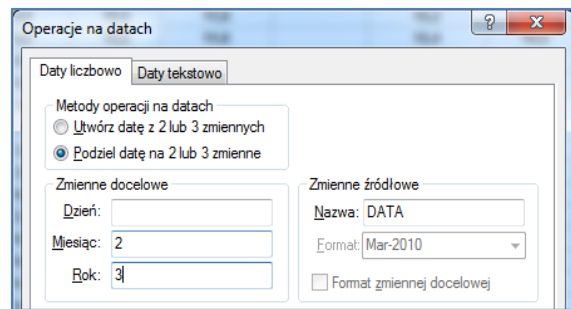 Operacje na datach
Daty liczbowo Daty tekstowo
Metody operacji na datach
Utwórz datę z 2 lub 3 zmiennych
Podziel datę na 2 lub 3 zmienne
Zmienne docelowe
Dzień:
Miesiąc: 2
Rok: 3
Zmienne źródłowe
Nazwa: DATA
Format: Mar-2010
Format zmiennej docelowej